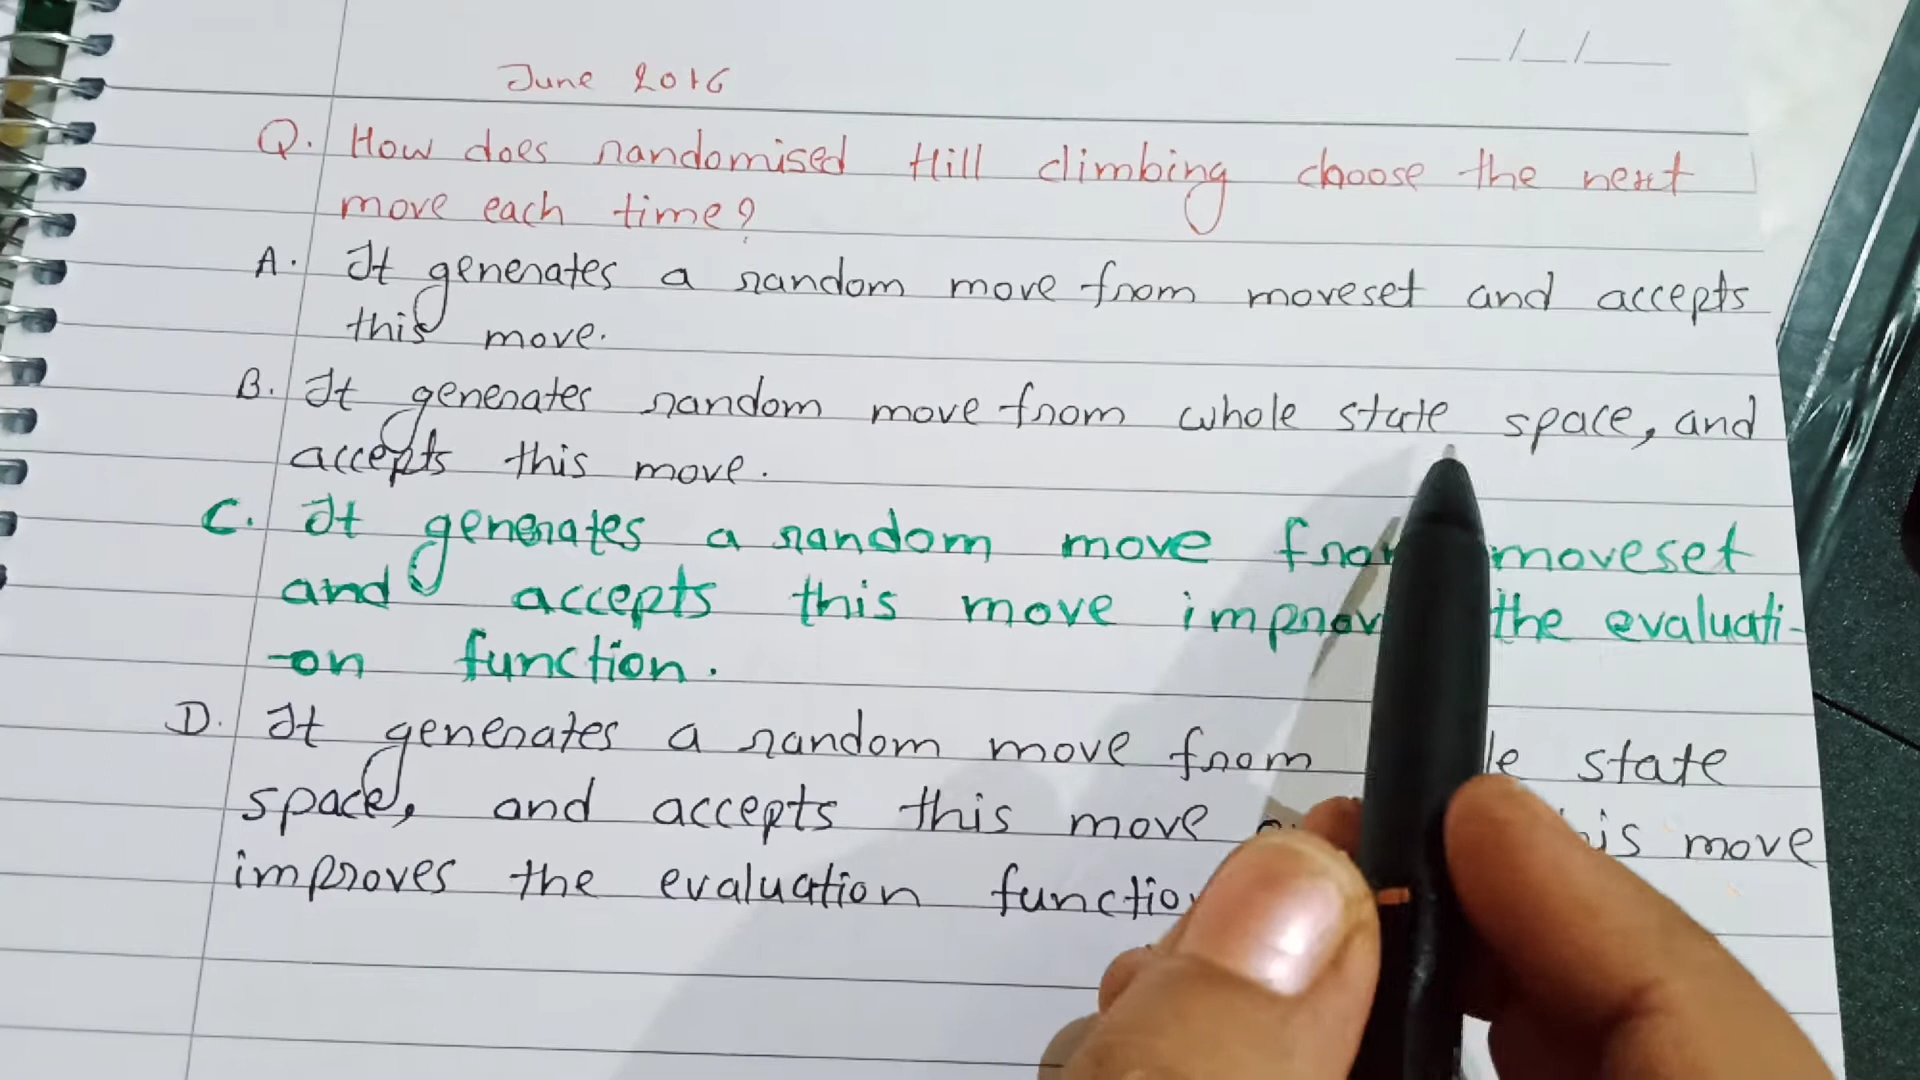 June 2016
Q. How does randomised Hill climbing choose the next
move each time?
A. It generates a random move from moveset and accepts
this move.
B. It generates random move from whole state space, and
accepts this move.
C. It generates a random move moveset
and accepts this move the evaluati-
-on function.
D. It generates a random move from state
space, and accepts this move move
improves the evaluation